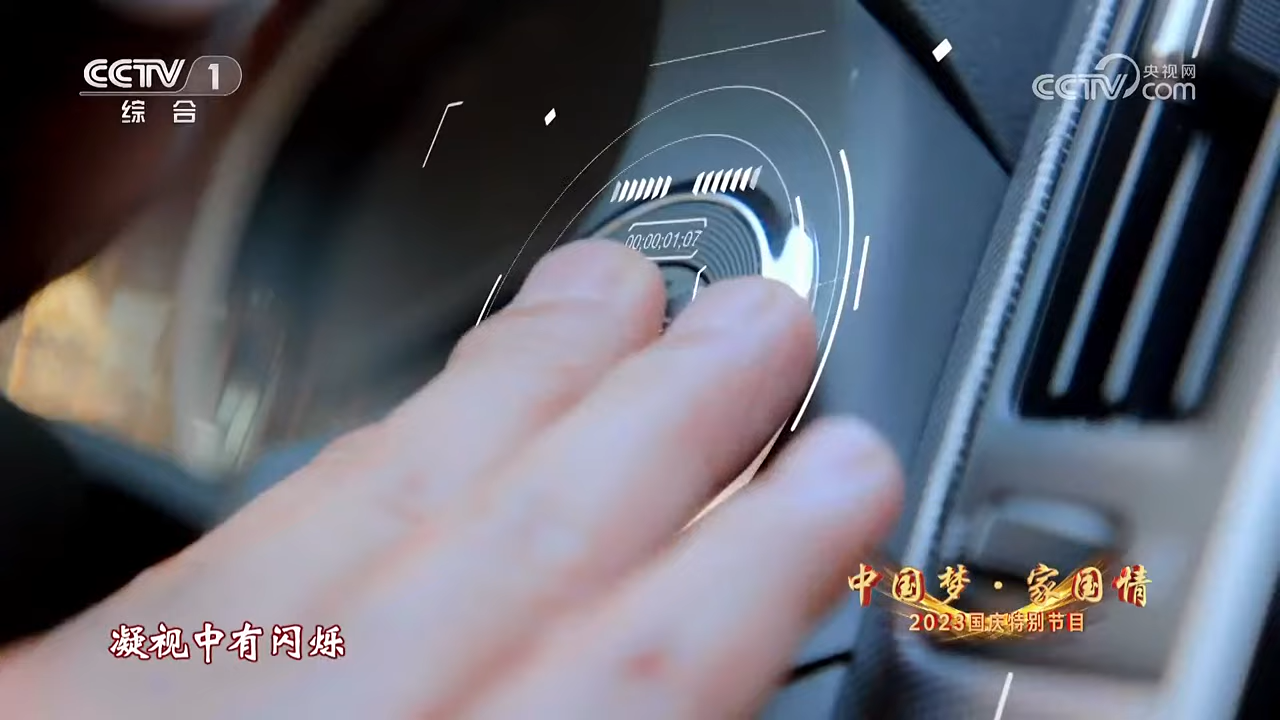 CCTV 1
综合
央视网
CCTV com
00;00;01;07
中国梦·家国情
2023国庆特别节目
凝视中有闪烁